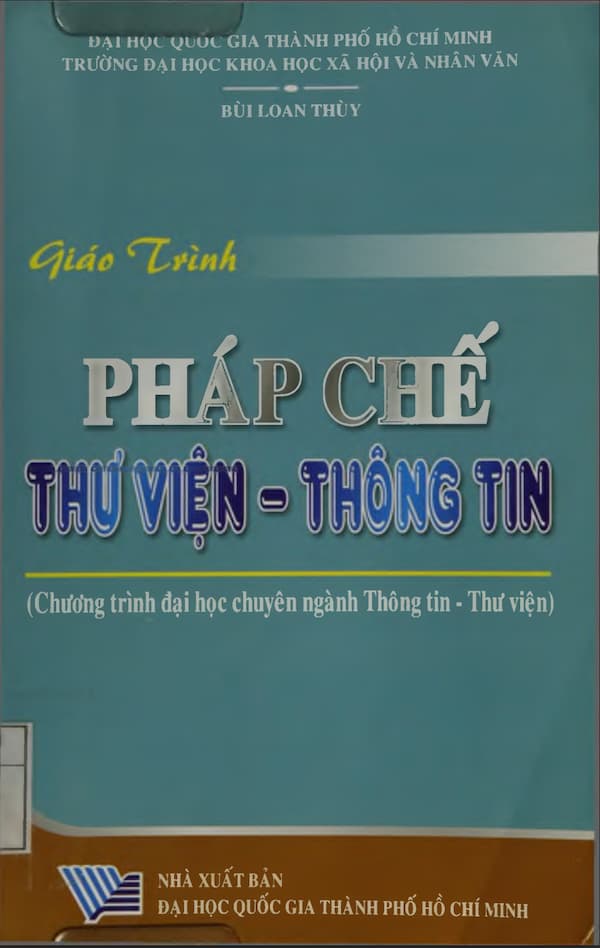 ĐẠI HỌC QUỐC GIA THÀNH PHỐ HỒ CHÍ MINH
TRƯỜNG ĐẠI HỌC KHOA HỌC XÃ HỘI VÀ NHÂN VĂN
BÙI LOAN THÙY
Giáo Trình
PHÁP CHẾ
THƯ VIỆN - THÔNG TIN
(Chương trình đại học chuyên ngành Thông tin - Thư viện)
NHÀ XUẤT BẢN
ĐẠI HỌC QUỐC GIA THÀNH PHỐ HỒ CHÍ MINH